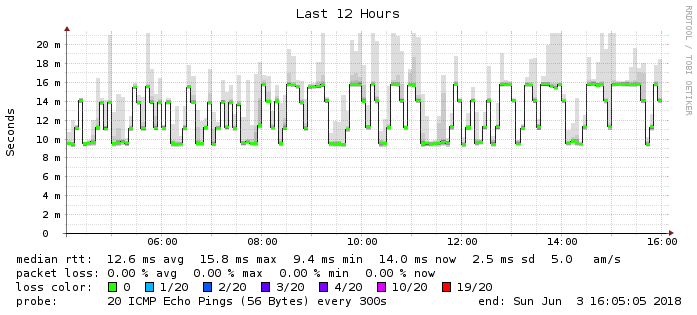 Last 12 Hours
RRDTOOL / TOBI OETIKER
Seconds
20 m
18 m
16 m
14 m
12 m
10 m
8 m
6 m
4 m
2 m
0
06:00 08:00 10:00 12:00 14:00 16:00
median rtt: 12.6 ms avg 15.8 ms max 9.4 ms min 14.0 ms now 2.5 ms sd 5.0 am/s
packet loss: 0.00 % avg 0.00 % max 0.00 % min 0.00 % now
loss color: 0 1/20 2/20 3/20 4/20 10/20 19/20
probe: 20 ICMP Echo Pings (56 Bytes) every 300s end: Sun Jun 3 16:05:05 2018